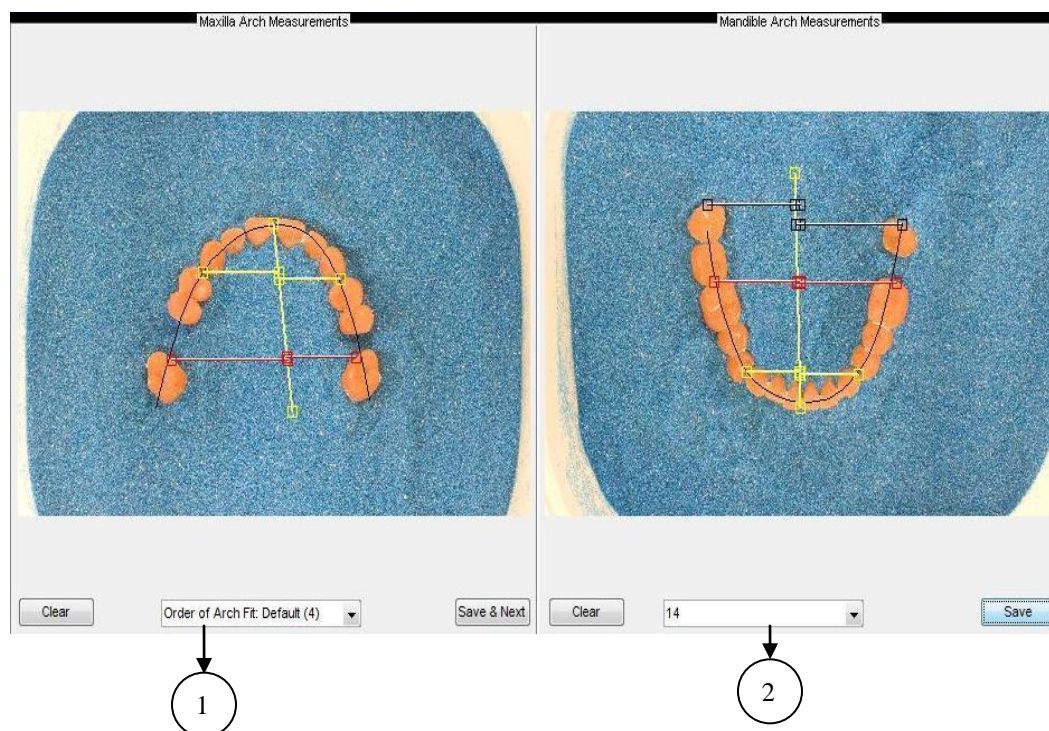 Maxilla Arch Measurements
Mandible Arch Measurements
Clear
Order of Arch Fit: Default (4)
Save & Next
Clear
14
Save
1
2